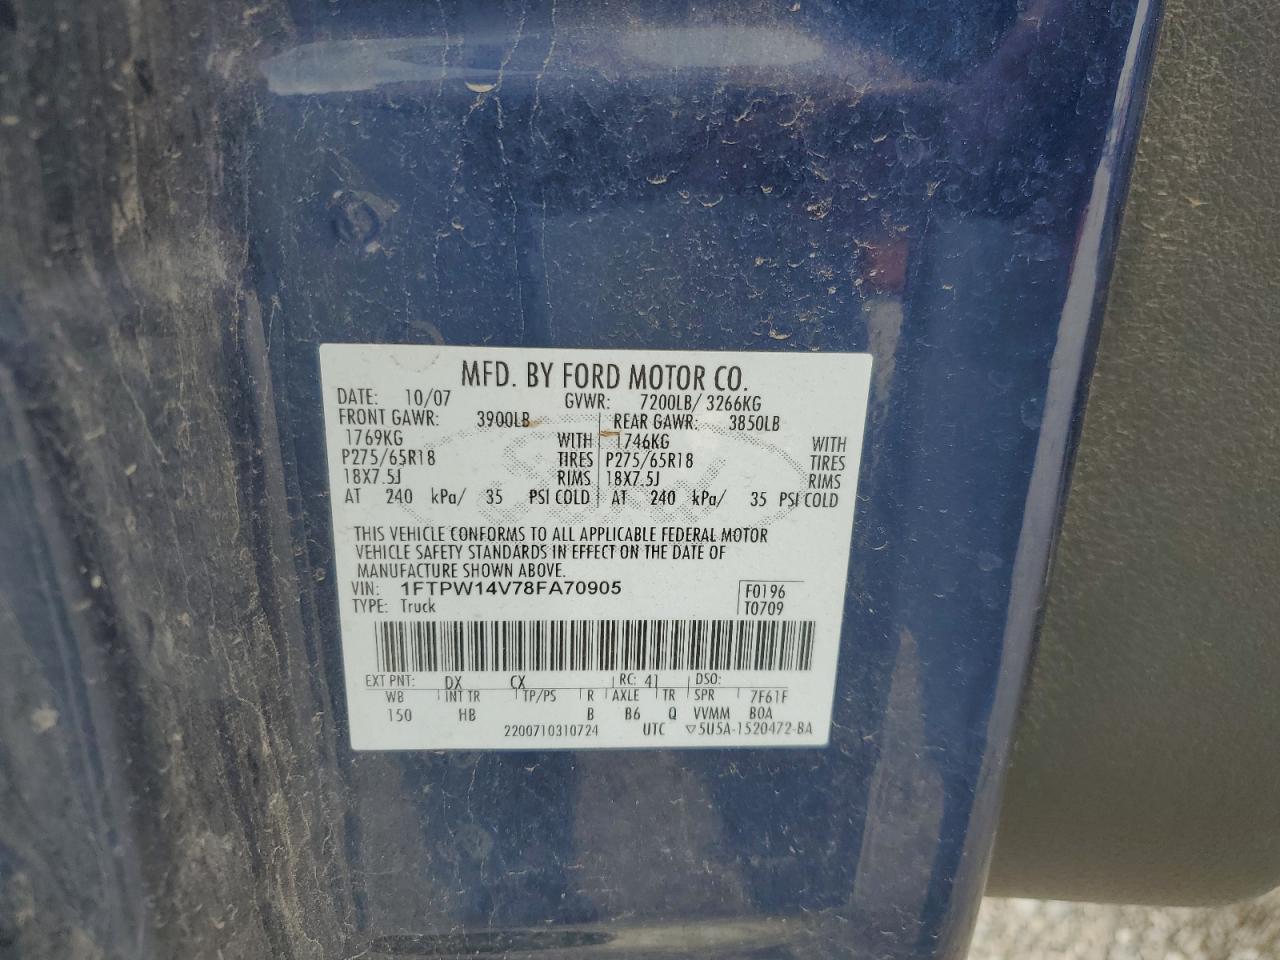 MFD. BY FORD MOTOR CO.
DATE: 10/07 GVWR: 7200LB/ 3266KG
FRONT GAWR: 3900LB REAR GAWR: 3850LB
1769KG WITH 1746KG WITH
P275/65R18 TIRES P275/65R18 TIRES
18X7.5J RIMS 18X7.5J RIMS
AT 240 kPa/ 35 PSI COLD AT 240 kPa/ 35 PSI COLD
THIS VEHICLE CONFORMS TO ALL APPLICABLE FEDERAL MOTOR
VEHICLE SAFETY STANDARDS IN EFFECT ON THE DATE OF
MANUFACTURE SHOWN ABOVE.
VIN: 1FTPW14V78FA70905 F0196
TYPE: Truck T0709
EXT PNT: DX CX RC: 41 DSO:
WB INT TR TP/PS R AXLE TR SPR 7F61F
150 HB B B6 Q VVMM BOA
2200710310724 UTC ▽5U5A-1520472-BA